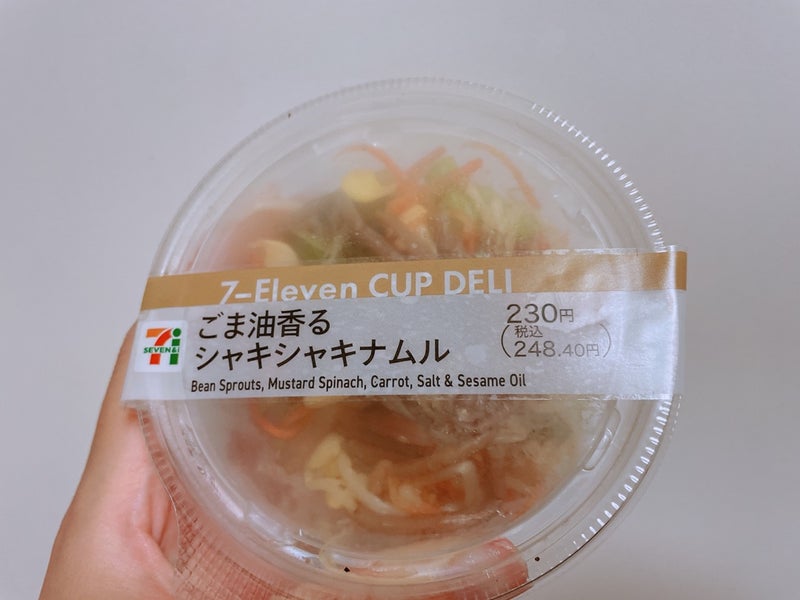 7-Eleven CUP DELI
ごま油香る
シャキシャキナムル
230円
(税込
248.40円)
SEVEN&i
Bean Sprouts, Mustard Spinach, Carrot, Salt & Sesame Oil